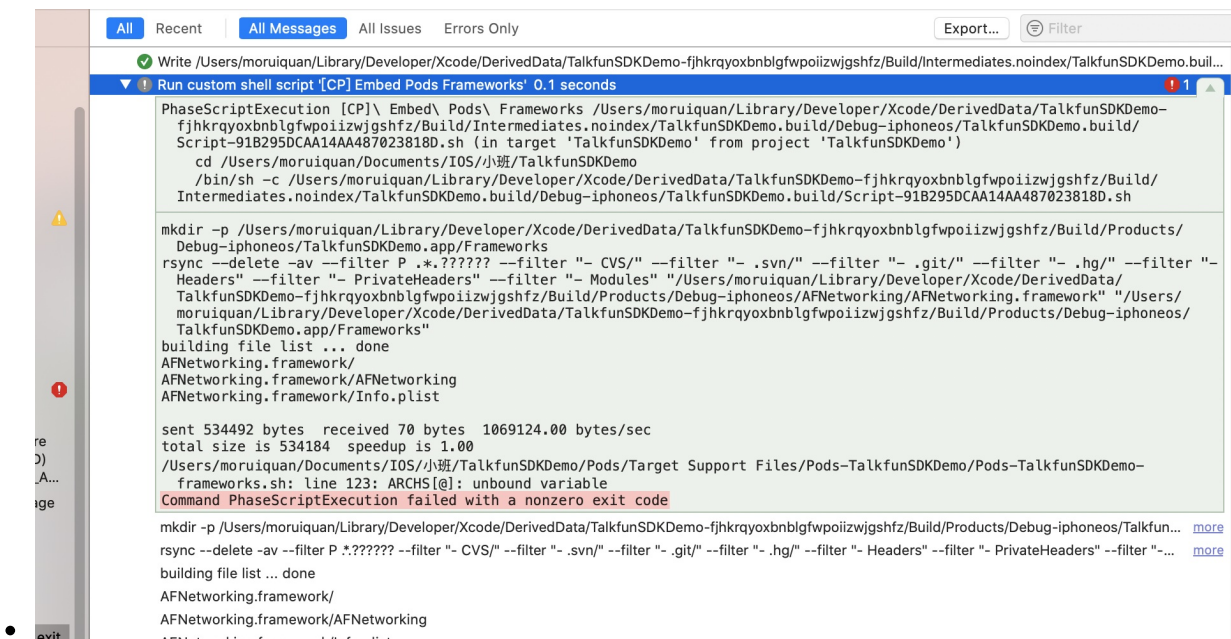 All Recent All Messages All Issues Errors Only Export... Filter
Write /Users/moruiquan/Library/Developer/Xcode/DerivedData/TalkfunSDKDemo-fjhkrqyoxbnblgfwpoiizwjgshfz/Build/Intermediates.noindex/TalkfunSDKDemo.buil...
Run custom shell script '[CP] Embed Pods Frameworks' 0.1 seconds 1
PhaseScriptExecution [CP]\ Embed\ Pods\ Frameworks /Users/moruiquan/Library/Developer/Xcode/DerivedData/TalkfunSDKDemo-
fjhkrqyoxbnblgfwpoiizwjgshfz/Build/Intermediates.noindex/TalkfunSDKDemo.build/Debug-iphoneos/TalkfunSDKDemo.build/
Script-91B295DCAA14AA487023818D.sh (in target 'TalkfunSDKDemo' from project 'TalkfunSDKDemo')
cd /Users/moruiquan/Documents/IOS/小班/TalkfunSDKDemo
/bin/sh -c /Users/moruiquan/Library/Developer/Xcode/DerivedData/TalkfunSDKDemo-fjhkrqyoxbnblgfwpoiizwjgshfz/Build/
Intermediates.noindex/TalkfunSDKDemo.build/Debug-iphoneos/TalkfunSDKDemo.build/Script-91B295DCAA14AA487023818D.sh
mkdir -p /Users/moruiquan/Library/Developer/Xcode/DerivedData/TalkfunSDKDemo-fjhkrqyoxbnblgfwpoiizwjgshfz/Build/Products/
Debug-iphoneos/TalkfunSDKDemo.app/Frameworks
rsync --delete -av --filter P .*.?????? --filter "- CVS/" --filter "- .svn/" --filter "- .git/" --filter "- .hg/" --filter "-
Headers" --filter "- PrivateHeaders" --filter "- Modules" "/Users/moruiquan/Library/Developer/Xcode/DerivedData/
TalkfunSDKDemo-fjhkrqyoxbnblgfwpoiizwjgshfz/Build/Products/Debug-iphoneos/AFNetworking/AFNetworking.framework" "/Users/
moruiquan/Library/Developer/Xcode/DerivedData/TalkfunSDKDemo-fjhkrqyoxbnblgfwpoiizwjgshfz/Build/Products/Debug-iphoneos/
TalkfunSDKDemo.app/Frameworks"
building file list ... done
AFNetworking.framework/
AFNetworking.framework/AFNetworking
AFNetworking.framework/Info.plist
sent 534492 bytes  received 70 bytes  1069124.00 bytes/sec
total size is 534184  speedup is 1.00
/Users/moruiquan/Documents/IOS/小班/TalkfunSDKDemo/Pods/Target Support Files/Pods-TalkfunSDKDemo/Pods-TalkfunSDKDemo-
frameworks.sh: line 123: ARCHS[@]: unbound variable
Command PhaseScriptExecution failed with a nonzero exit code
mkdir -p /Users/moruiquan/Library/Developer/Xcode/DerivedData/TalkfunSDKDemo-fjhkrqyoxbnblgfwpoiizwjgshfz/Build/Products/Debug-iphoneos/Talkfun... more
rsync --delete -av --filter P .*.?????? --filter "- CVS/" --filter "- .svn/" --filter "- .git/" --filter "- .hg/" --filter "- Headers" --filter "- PrivateHeaders" --filter "-... more
building file list ... done
AFNetworking.framework/
AFNetworking.framework/AFNetworking
re
D)
_A...
age
exit